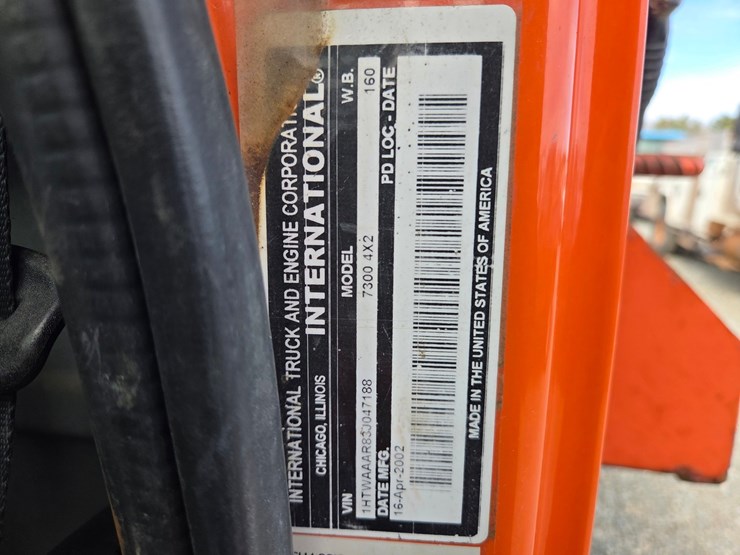 INTERNATIONAL TRUCK AND ENGINE CORPORAT
CHICAGO, ILLINOIS INTERNATIONAL®
VIN MODEL W.B.
1HTWAAAR83J047188 7300 4X2 160
DATE MFG. PD LOC - DATE
16-Apr-2002
MADE IN THE UNITED STATES OF AMERICA